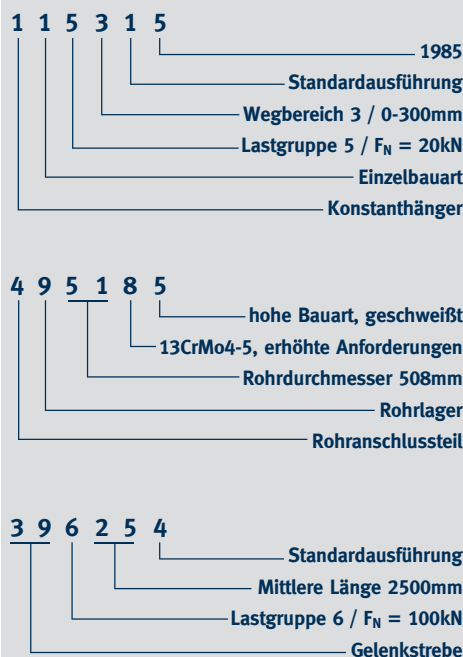 1 1 5 3 1 5
1985
Standardausführung
Wegbereich 3 / 0-300mm
Lastgruppe 5 / FN = 20kN
Einzelbauart
Konstanthänger
4 9 5 1 8 5
hohe Bauart, geschweißt
13CrMo4-5, erhöhte Anforderungen
Rohrdurchmesser 508mm
Rohrlager
Rohranschlussteil
3 9 6 2 5 4
Standardausführung
Mittlere Länge 2500mm
Lastgruppe 6 / FN = 100kN
Gelenkstrebe